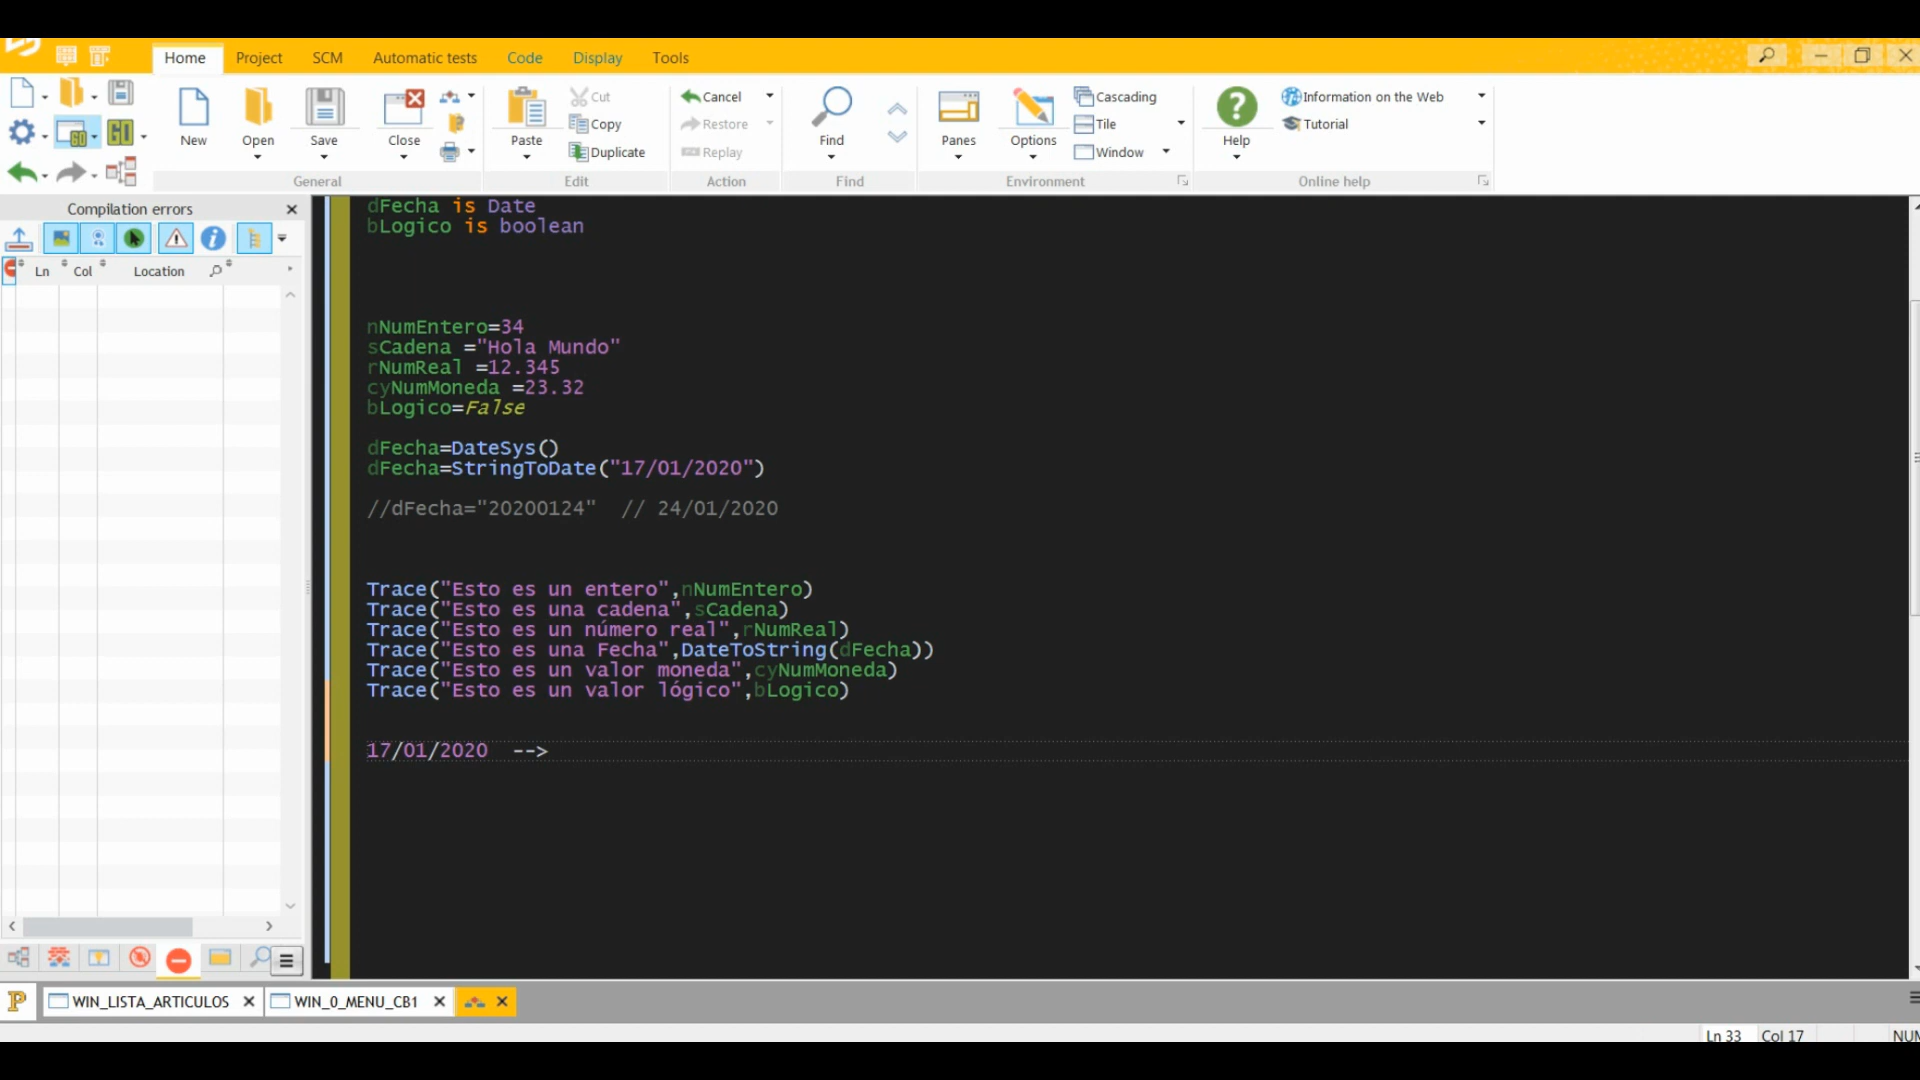 Home Project SCM Automatic tests Code Display Tools
New Open Save Close Paste Cut Copy Duplicate Cancel Restore Replay Find Panes Options Cascading Tile Window Help Information on the Web Tutorial
General Edit Action Find Environment Online help
Compilation errors
Ln Col Location
dFecha is Date
bLogico is boolean
nNumEntero=34
sCadena ="Hola Mundo"
rNumReal =12.345
cyNumMoneda =23.32
bLogico=False
dFecha=DateSys()
dFecha=StringToDate("17/01/2020")
//dFecha="20200124"  // 24/01/2020
Trace("Esto es un entero",nNumEntero)
Trace("Esto es una cadena",sCadena)
Trace("Esto es un número real",rNumReal)
Trace("Esto es una Fecha",DateToString(dFecha))
Trace("Esto es un valor moneda",cyNumMoneda)
Trace("Esto es un valor lógico",bLogico)
17/01/2020  -->
WIN_LISTA_ARTICULOS WIN_0_MENU_CB1
Ln 33 Col 17 NUM